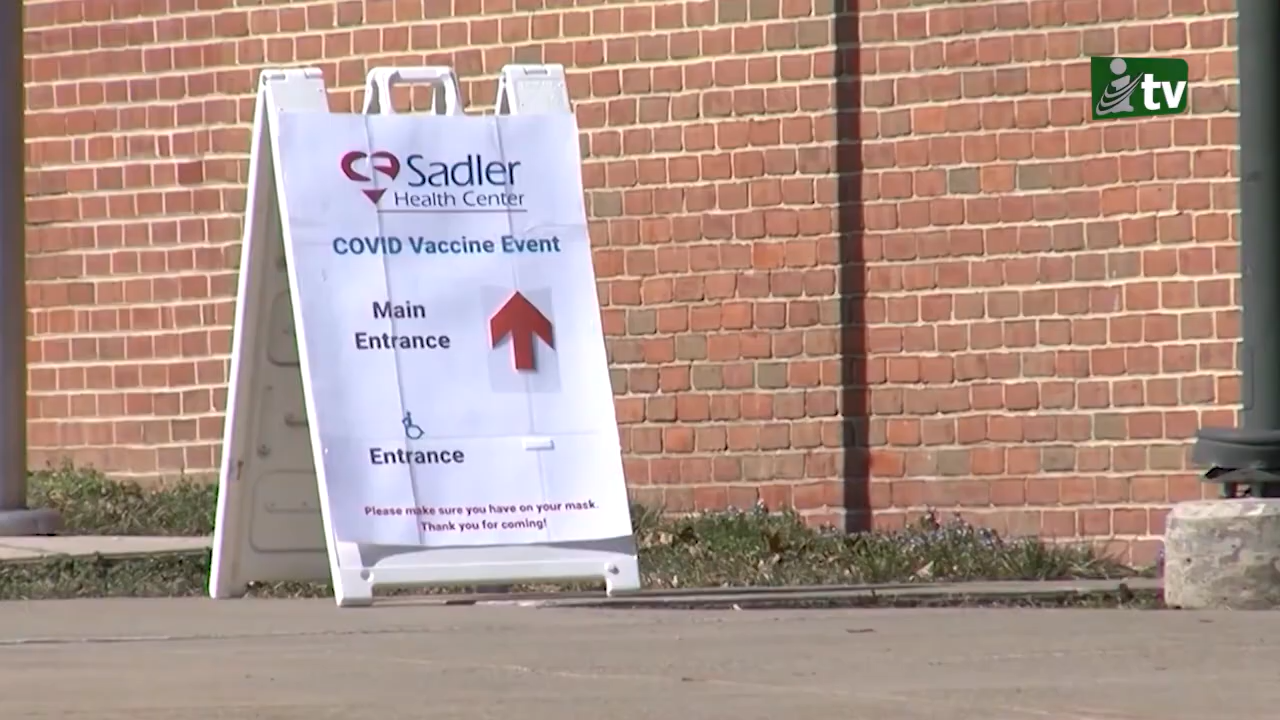 itv
Sadler
Health Center
COVID Vaccine Event
Main
Entrance
Entrance
Please make sure you have on your mask.
Thank you for coming!